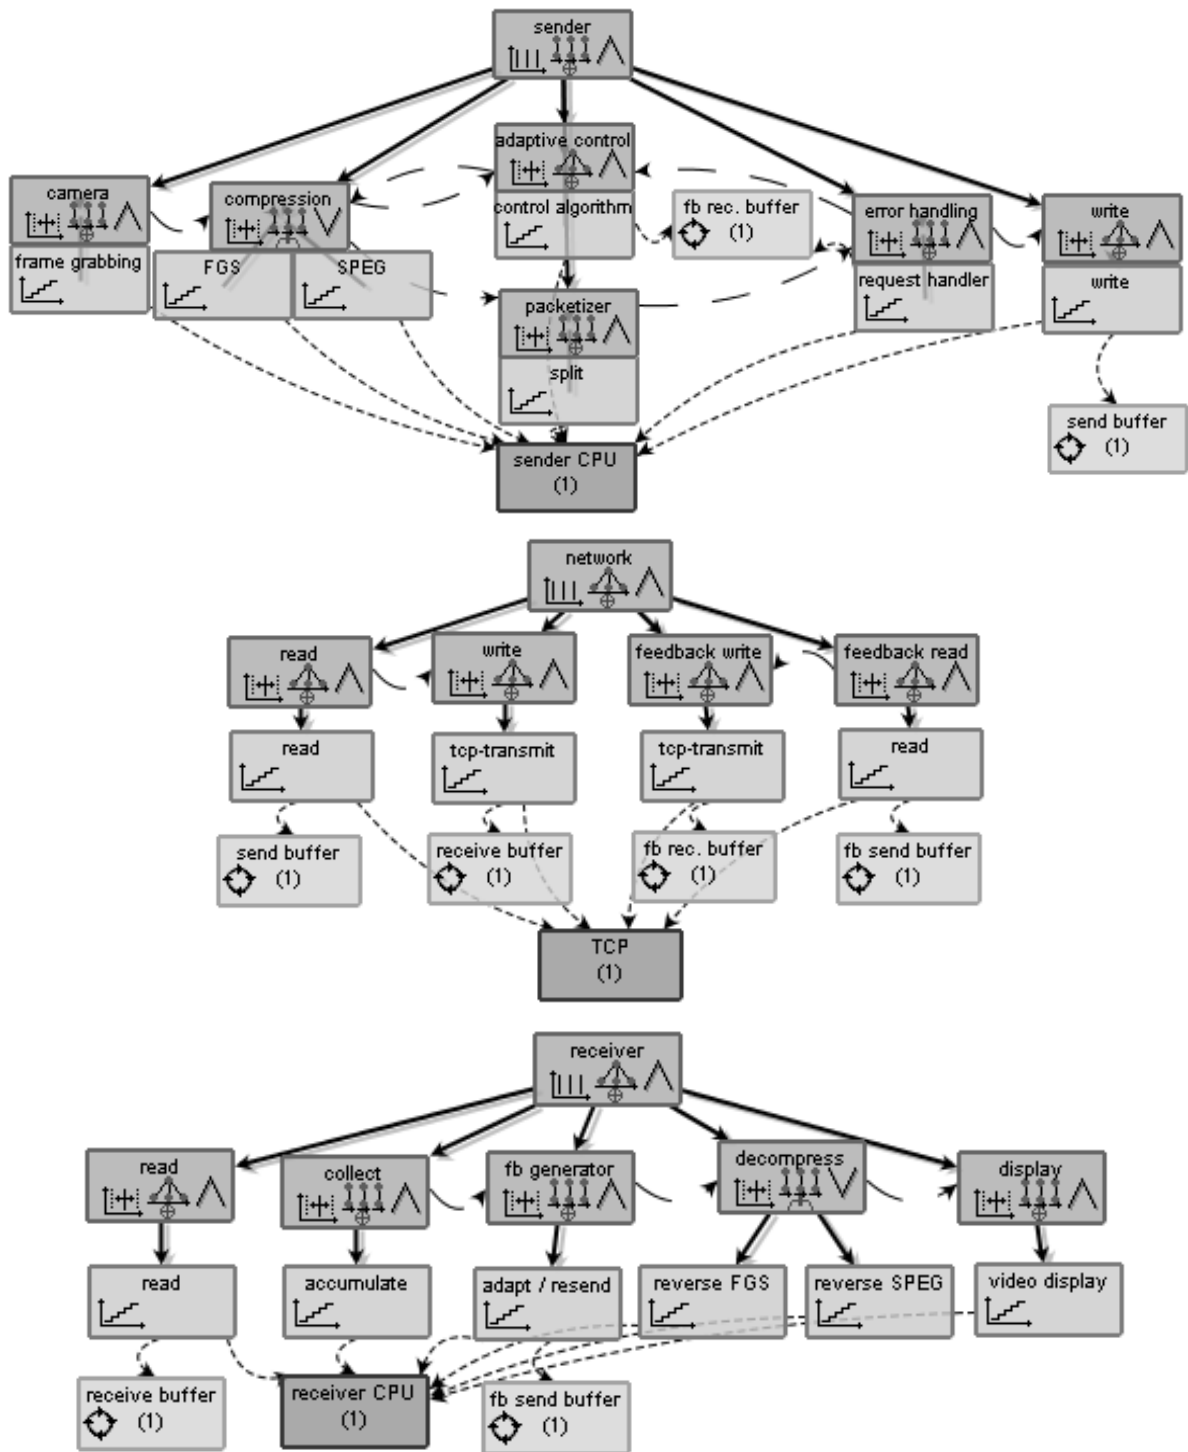 sender
adaptive control
camera
compression
control algorithm
fb rec. buffer
(1)
error handling
write
frame grabbing
FGS
SPEG
packetizer
request handler
write
split
send buffer
(1)
sender CPU
(1)
network
read
write
feedback write
feedback read
read
tcp-transmit
tcp-transmit
read
send buffer
(1)
receive buffer
(1)
fb rec. buffer
(1)
fb send buffer
(1)
TCP
(1)
receiver
read
collect
fb generator
decompress
display
read
accumulate
adapt / resend
reverse FGS
reverse SPEG
video display
receive buffer
(1)
receiver CPU
(1)
fb send buffer
(1)